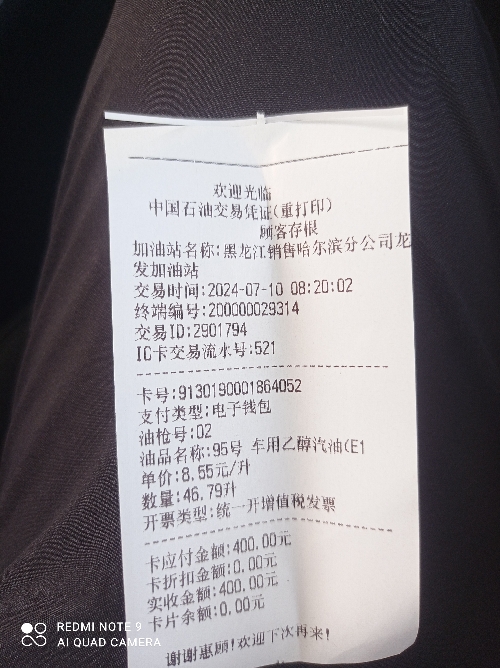 欢迎光临
中国石油交易凭证(重打印)
顾客存根
加油站名称:黑龙江销售哈尔滨分公司龙
发加油站
交易时间:2024-07-10 08:20:02
终端编号:200000029314
交易ID:2901794
IC卡交易流水号:521
卡号:9130190001864052
支付类型:电子钱包
油枪号:02
油品名称:95号 车用乙醇汽油(E1
单价:8.55元/升
数量:46.79升
开票类型:统一开增值税发票
卡应付金额:400.00元
卡折扣金额:0.00元
实收金额:400.00元
卡片余额:0.00元
谢谢惠顾!欢迎下次再来!
REDMI NOTE 9
AI QUAD CAMERA